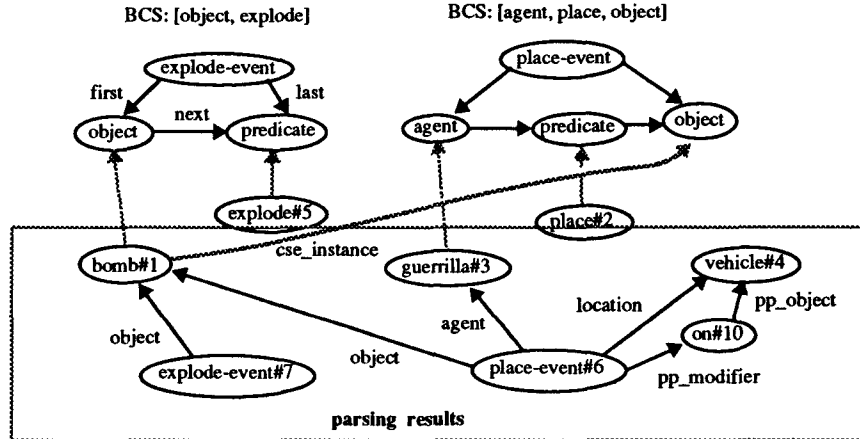 BCS: [object, explode]
BCS: [agent, place, object]
explode-event
place-event
first
last
next
object
predicate
agent
predicate
object
explode#5
place#2
cse_instance
bomb#1
guerrilla#3
vehicle#4
location
pp_object
object
agent
on#10
object
explode-event#7
place-event#6
pp_modifier
parsing results